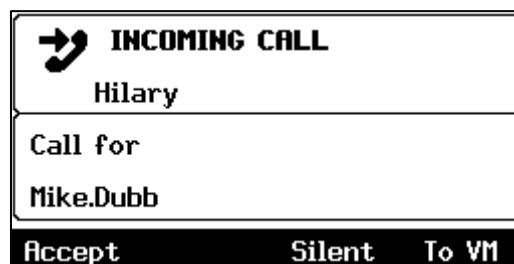 INCOMING CALL
Hilary
Call for
Mike.Dubb
Accept Silent To VM